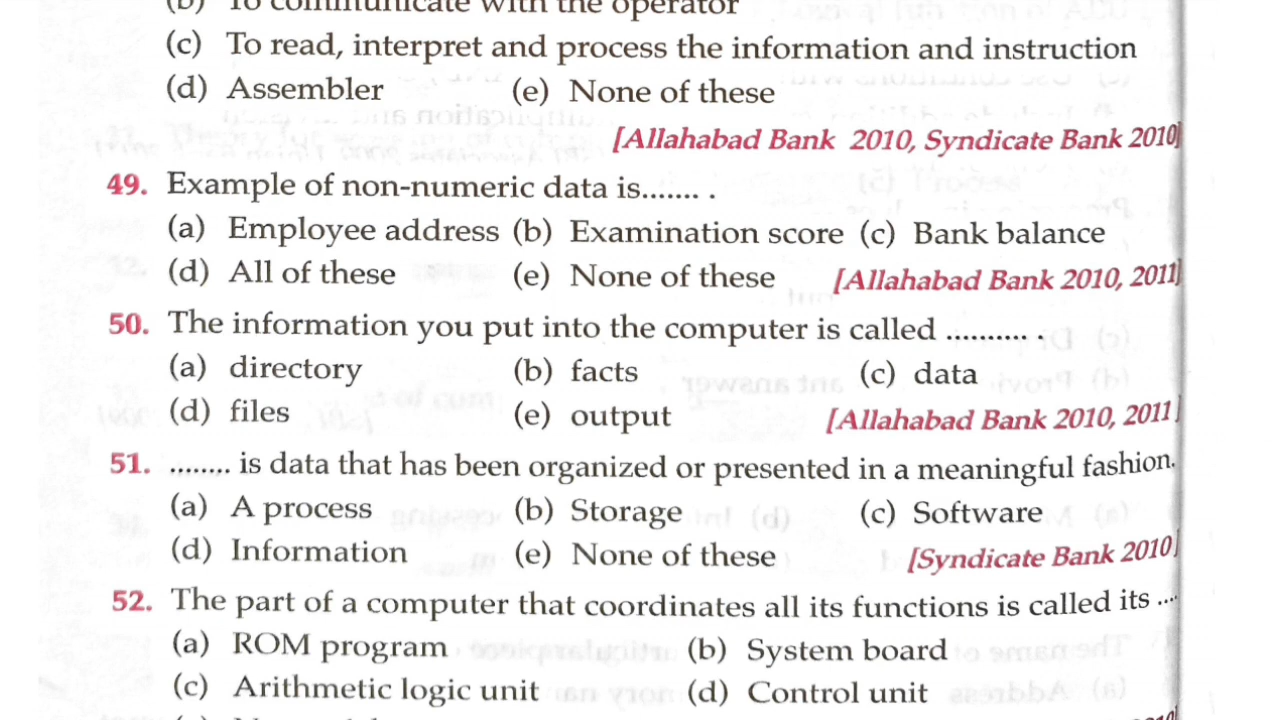 (b) To communicate with the operator
(c) To read, interpret and process the information and instruction
(d) Assembler (e) None of these
[Allahabad Bank 2010, Syndicate Bank 2010]
49. Example of non-numeric data is....... .
(a) Employee address (b) Examination score (c) Bank balance
(d) All of these (e) None of these [Allahabad Bank 2010, 2011]
50. The information you put into the computer is called .......... .
(a) directory (b) facts (c) data
(d) files (e) output [Allahabad Bank 2010, 2011]
51. ........ is data that has been organized or presented in a meaningful fashion.
(a) A process (b) Storage (c) Software
(d) Information (e) None of these [Syndicate Bank 2010]
52. The part of a computer that coordinates all its functions is called its ...
(a) ROM program (b) System board
(c) Arithmetic logic unit (d) Control unit